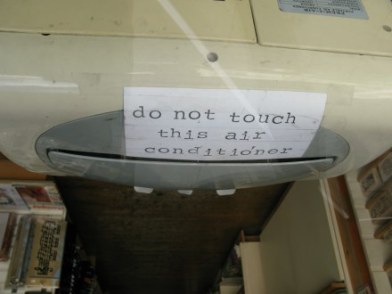 do not touch
this air
conditioner